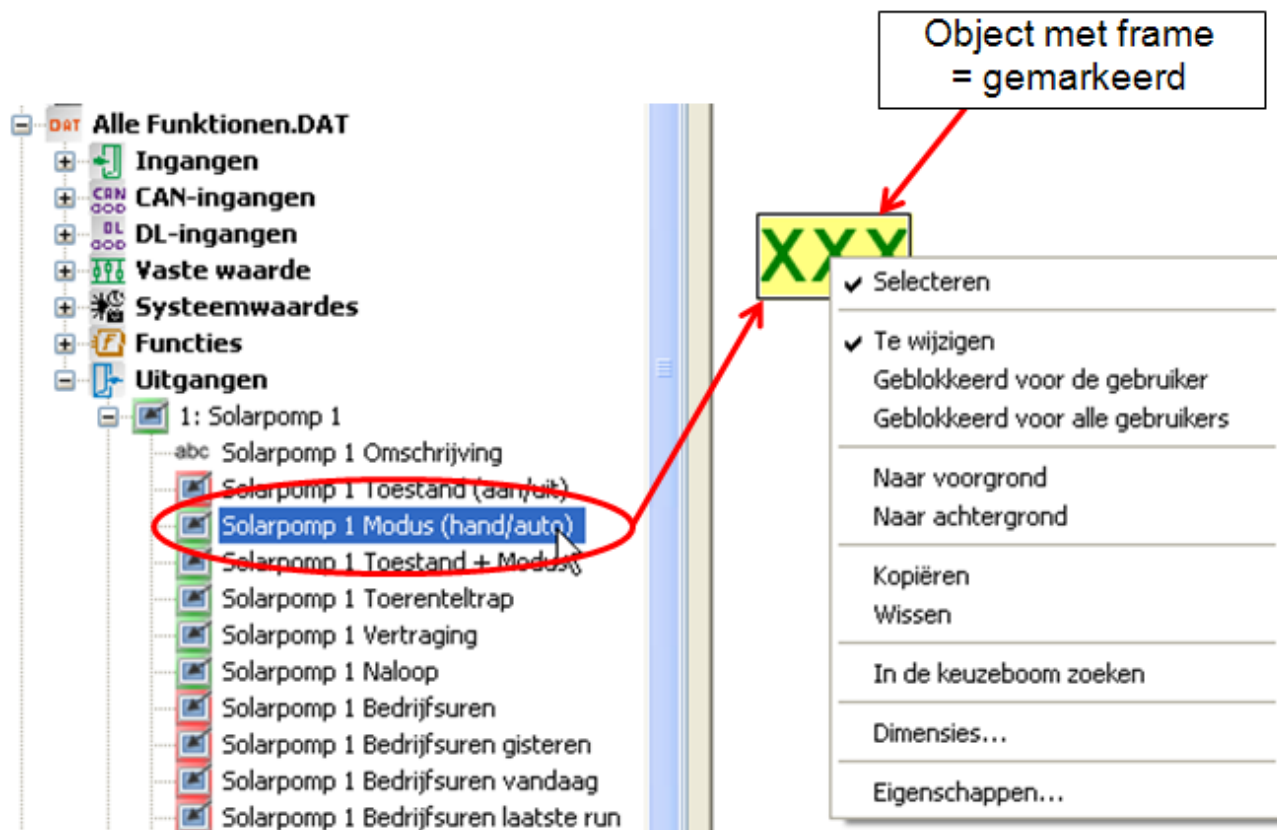 Object met frame
= gemarkeerd
DAT Alle Funktionen.DAT
Ingangen
CAN CAN-ingangen
DL DL-ingangen
Vaste waarde
Systeemwaardes
F Functies
Uitgangen
1: Solarpomp 1
abc Solarpomp 1 Omschrijving
Solarpomp 1 Toestand (aan/uit)
Solarpomp 1 Modus (hand/auto)
Solarpomp 1 Toestand + Modus
Solarpomp 1 Toerenteltrap
Solarpomp 1 Vertraging
Solarpomp 1 Naloop
Solarpomp 1 Bedrijfsuren
Solarpomp 1 Bedrijfsuren gisteren
Solarpomp 1 Bedrijfsuren vandaag
Solarpomp 1 Bedrijfsuren laatste run
XXX
Selecteren
Te wijzigen
Geblokkeerd voor de gebruiker
Geblokkeerd voor alle gebruikers
Naar voorgrond
Naar achtergrond
Kopiëren
Wissen
In de keuzeboom zoeken
Dimensies...
Eigenschappen...